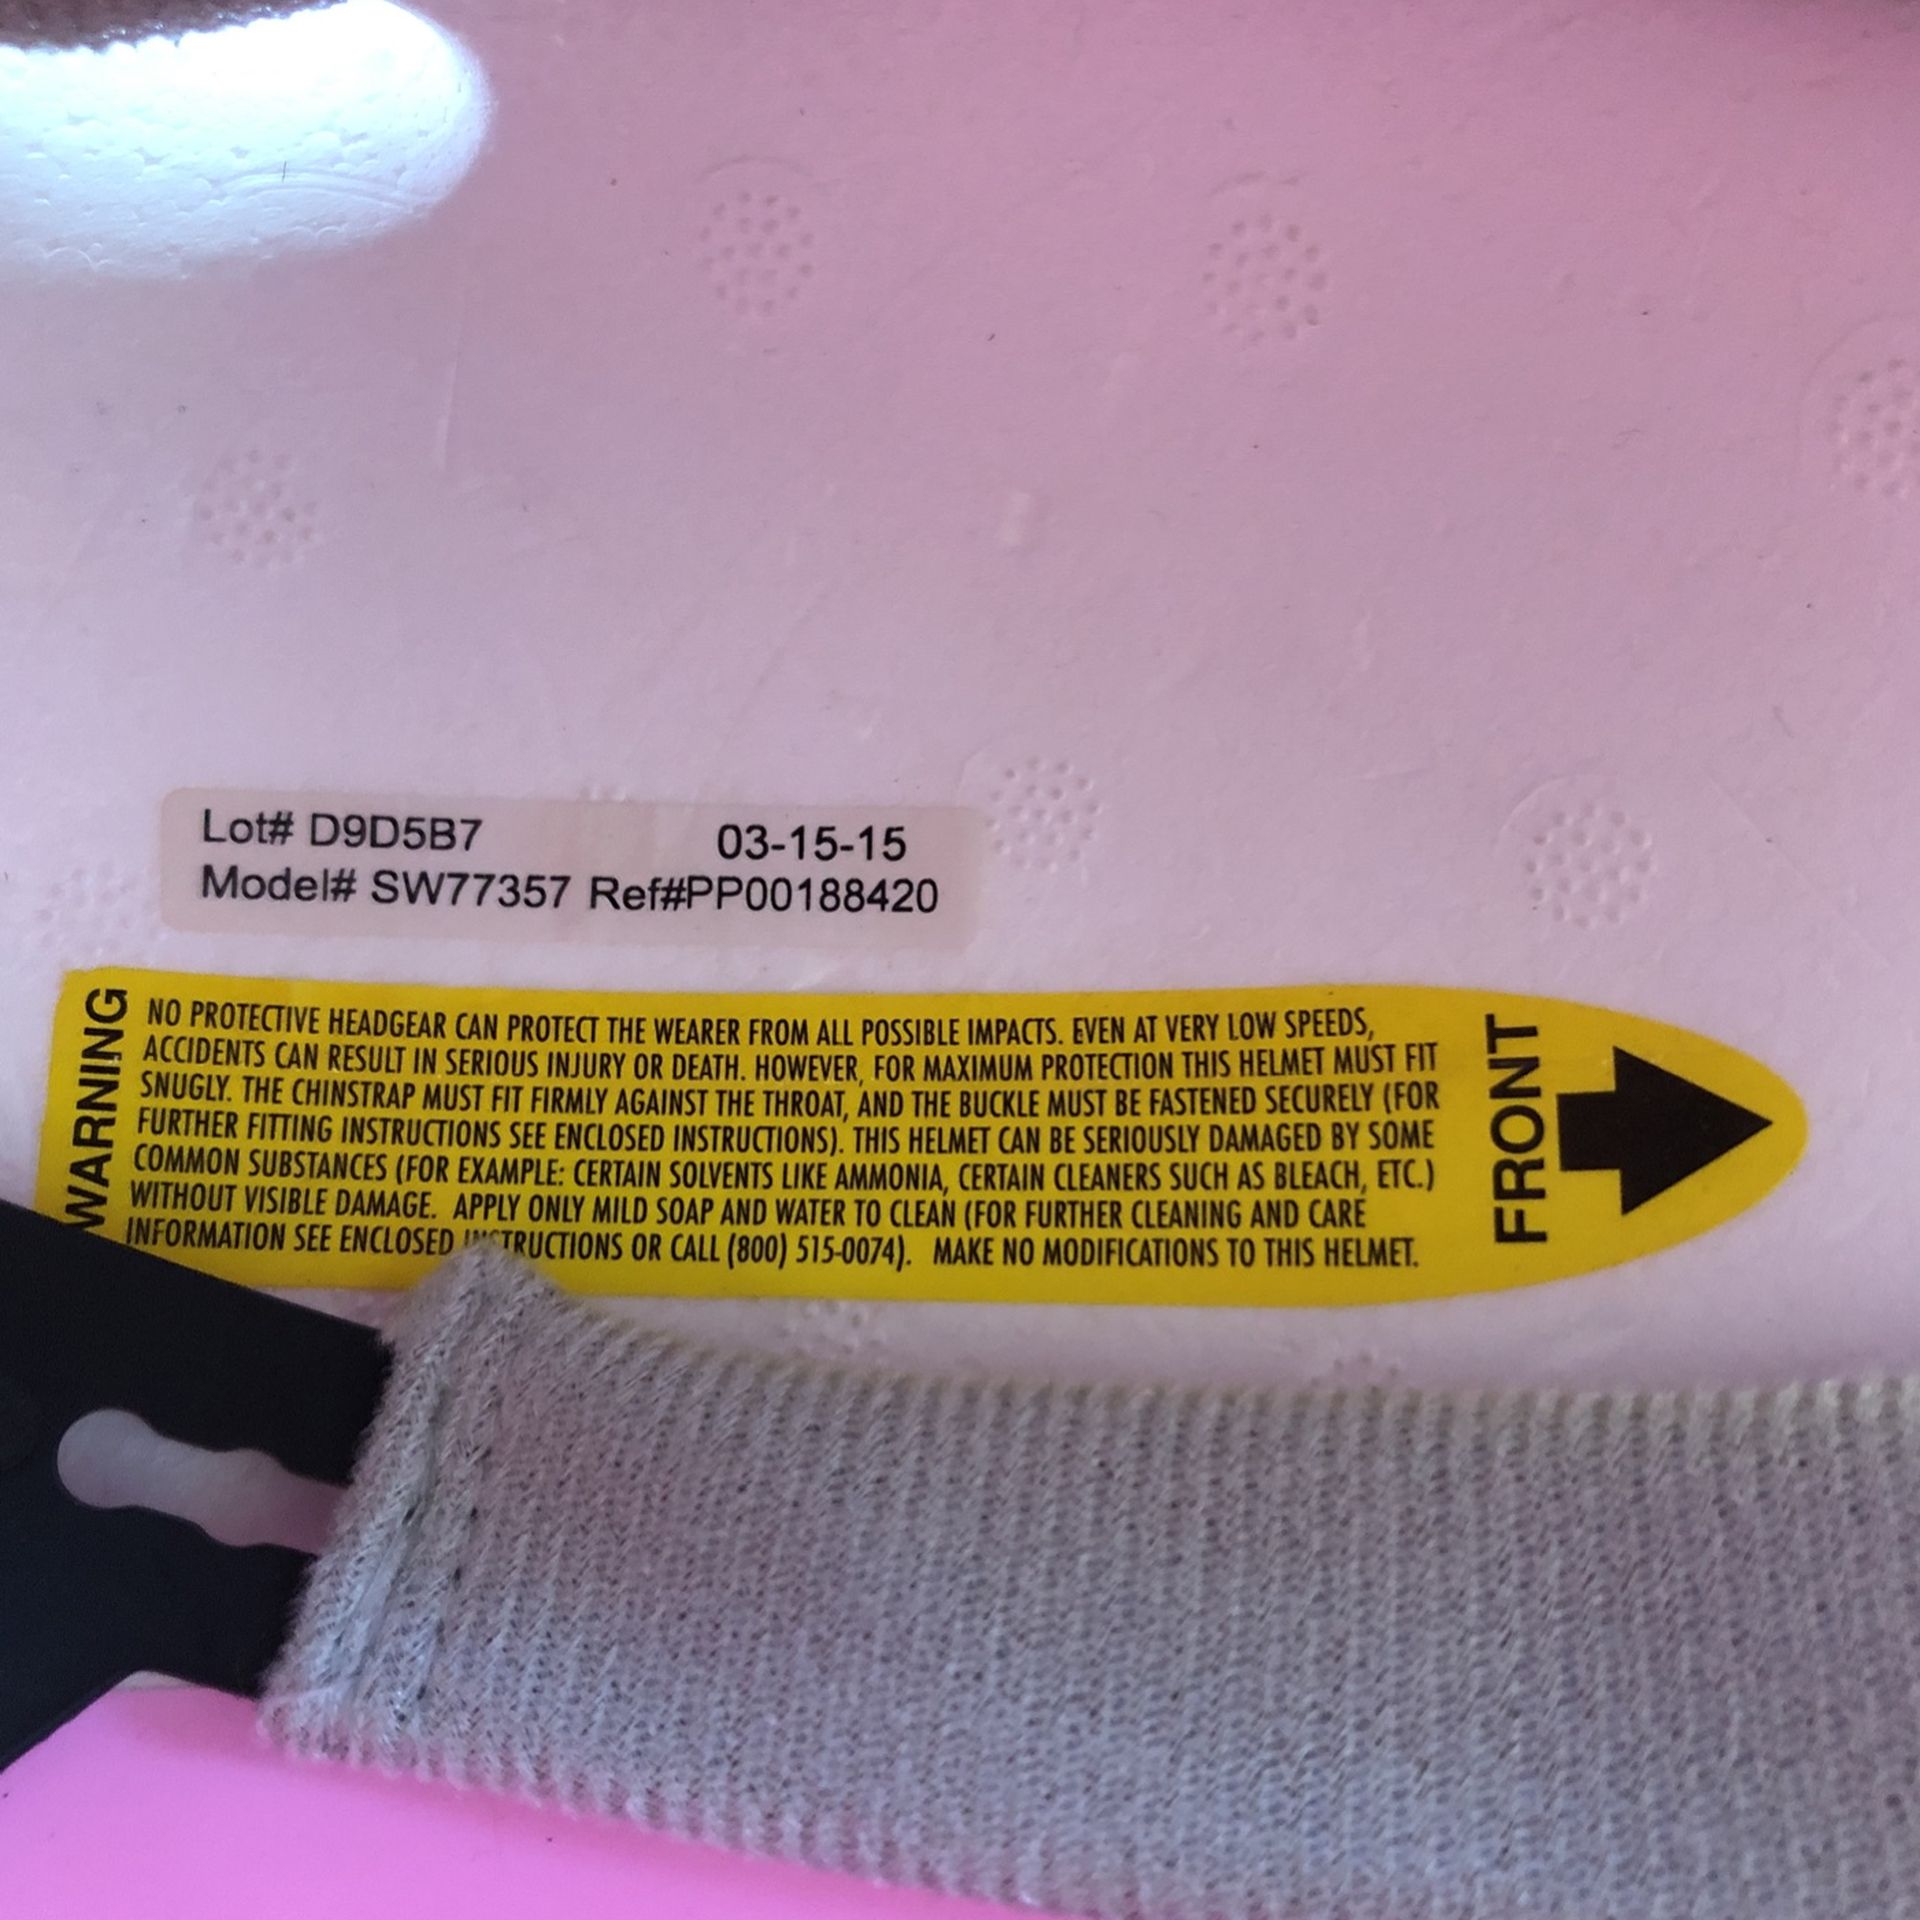 Lot# D9D5B7 03-15-15
Model# SW77357 Ref#PP00188420
WARNING
NO PROTECTIVE HEADGEAR CAN PROTECT THE WEARER FROM ALL POSSIBLE IMPACTS. EVEN AT VERY LOW SPEEDS,
ACCIDENTS CAN RESULT IN SERIOUS INJURY OR DEATH. HOWEVER, FOR MAXIMUM PROTECTION THIS HELMET MUST FIT
SNUGLY. THE CHINSTRAP MUST FIT FIRMLY AGAINST THE THROAT, AND THE BUCKLE MUST BE FASTENED SECURELY (FOR
FURTHER FITTING INSTRUCTIONS SEE ENCLOSED INSTRUCTIONS). THIS HELMET CAN BE SERIOUSLY DAMAGED BY SOME
COMMON SUBSTANCES (FOR EXAMPLE: CERTAIN SOLVENTS LIKE AMMONIA, CERTAIN CLEANERS SUCH AS BLEACH, ETC.)
WITHOUT VISIBLE DAMAGE. APPLY ONLY MILD SOAP AND WATER TO CLEAN (FOR FURTHER CLEANING AND CARE
INFORMATION SEE ENCLOSED INSTRUCTIONS OR CALL (800) 515-0074). MAKE NO MODIFICATIONS TO THIS HELMET.
FRONT